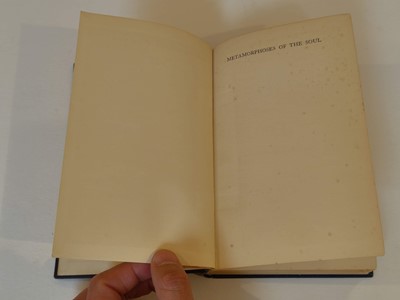 METAMORPHOSES OF THE SOUL